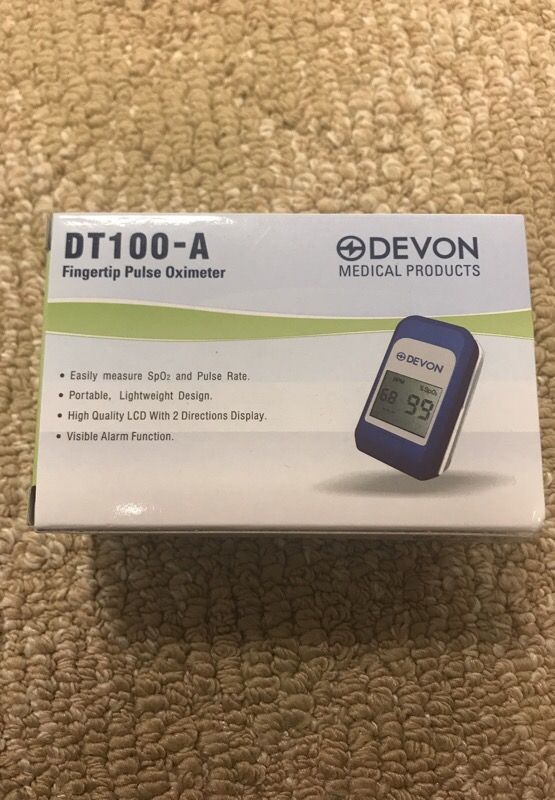 DT100-A
Fingertip Pulse Oximeter
DEVON
MEDICAL PRODUCTS
• Easily measure SpO₂ and Pulse Rate.
• Portable, Lightweight Design.
• High Quality LCD With 2 Directions Display.
• Visible Alarm Function.
DEVON
%SpO₂
68 99